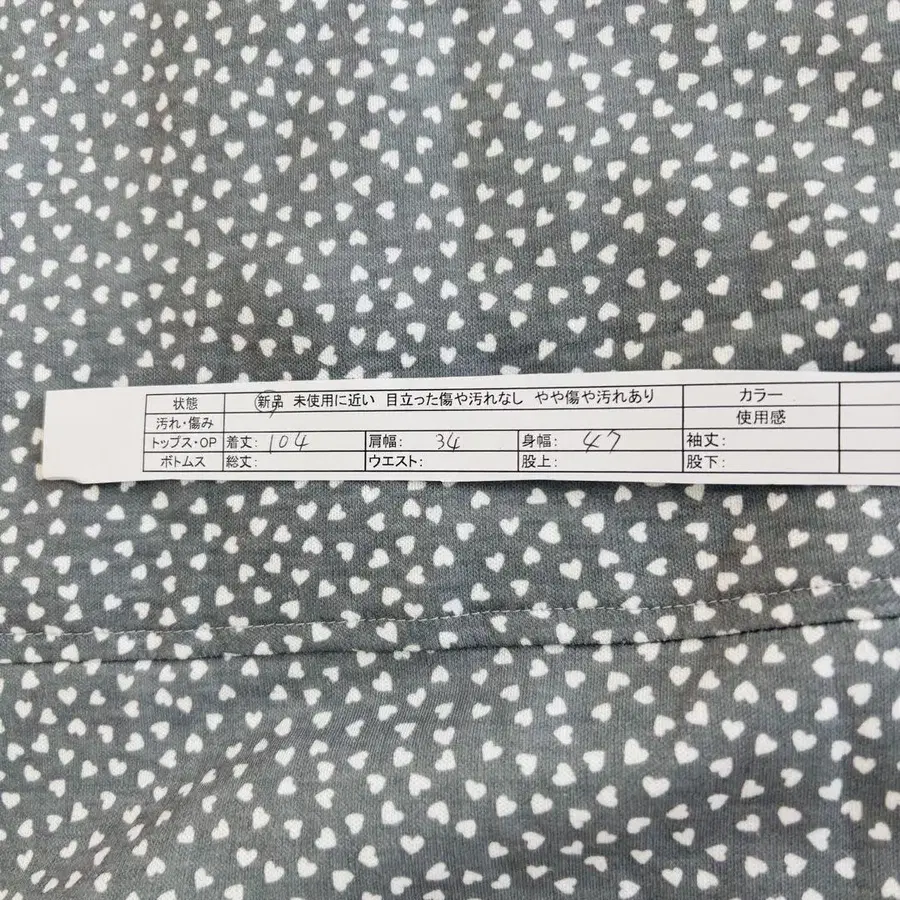 状態 新品 未使用に近い 目立った傷や汚れなし やや傷や汚れあり カラー
汚れ・傷み 使用感
トップス・OP 着丈: 104 肩幅: 34 身幅: 47 袖丈:
ボトムス 総丈: ウエスト: 股上: 股下: